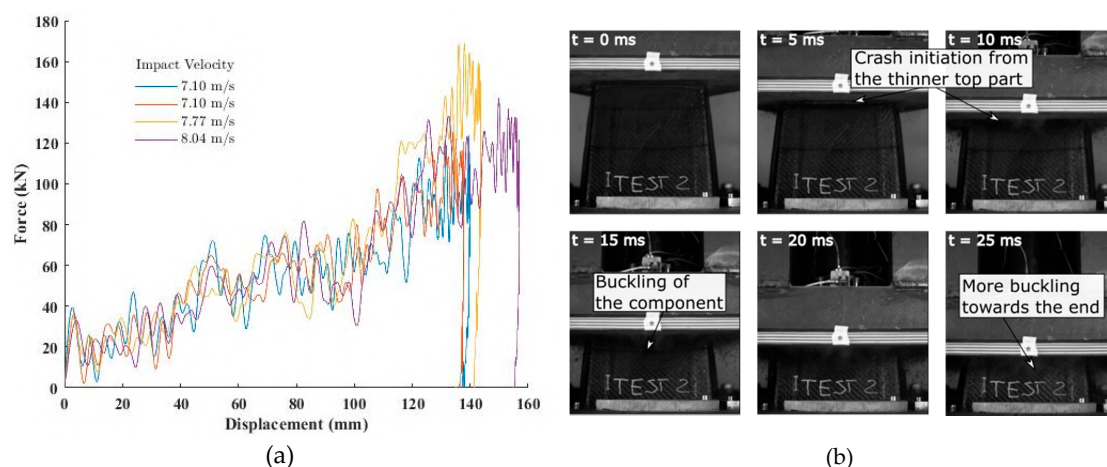 180
160
140
120
100
80
60
40
20
0
Force (kN)
Impact Velocity
7.10 m/s
7.10 m/s
7.77 m/s
8.04 m/s
0 20 40 60 80 100 120 140 160
Displacement (mm)
(a)
t = 0 ms
t = 5 ms
t = 10 ms
Crash initiation from
the thinner top part
ITEST 2
ITEST 2
ITEST 2
t = 15 ms
t = 20 ms
t = 25 ms
Buckling of
the component
More buckling
towards the end
ITEST 2
ITEST 2
ITEST 2
(b)